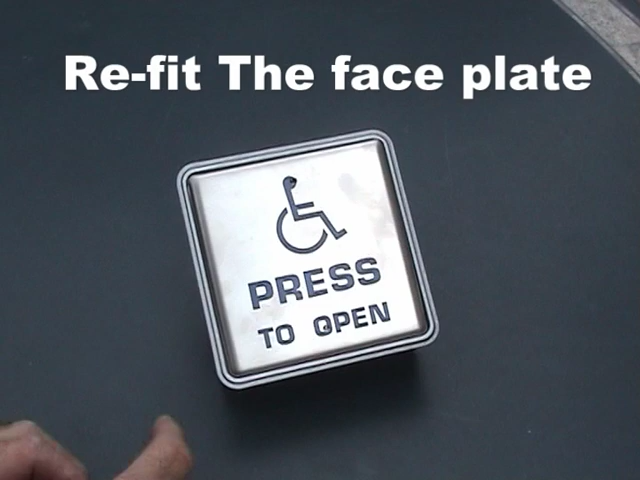 Re-fit The face plate
PRESS
TO OPEN